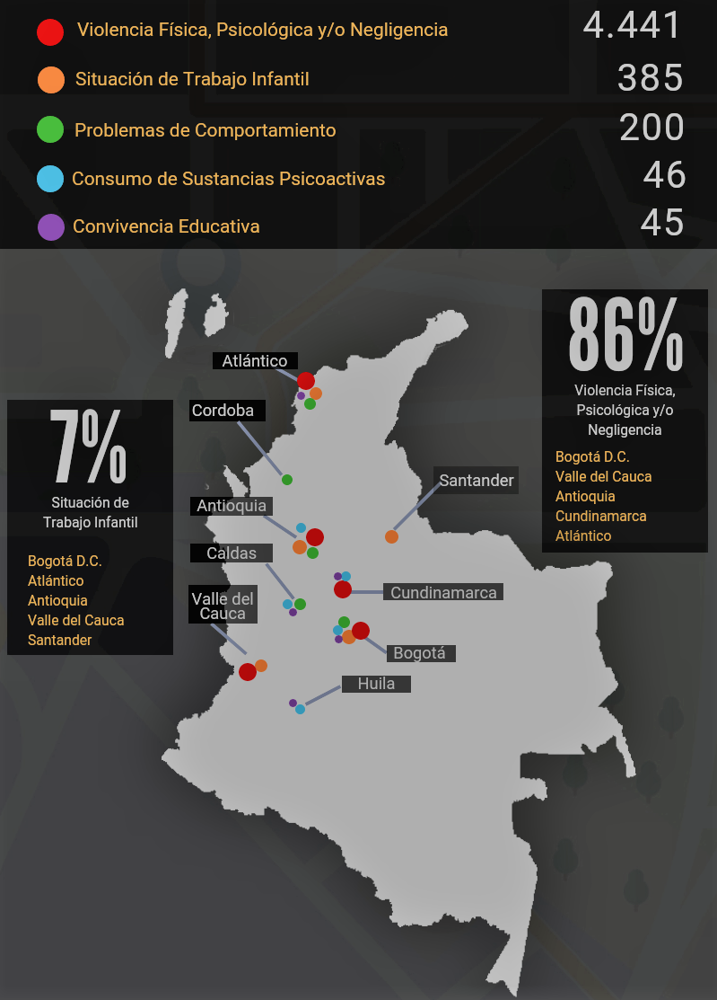 Violencia Física, Psicológica y/o Negligencia 4.441
Situación de Trabajo Infantil 385
Problemas de Comportamiento 200
Consumo de Sustancias Psicoactivas 46
Convivencia Educativa 45
86%
Violencia Física,
Psicológica y/o
Negligencia
Bogotá D.C.
Valle del Cauca
Antioquia
Cundinamarca
Atlántico
Atlántico
Cordoba
7%
Situación de
Trabajo Infantil
Bogotá D.C.
Atlántico
Antioquia
Valle del Cauca
Santander
Santander
Antioquia
Caldas
Cundinamarca
Valle del
Cauca
Bogotá
Huila